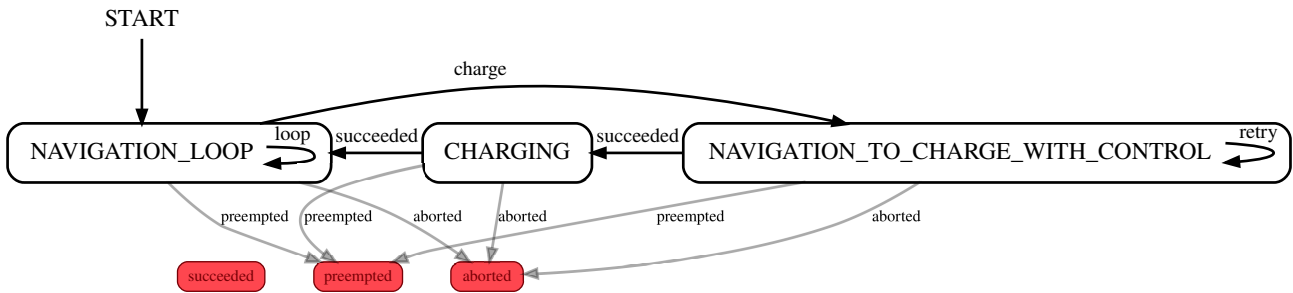 START
charge
loop
succeeded
succeeded
retry
NAVIGATION_LOOP
CHARGING
NAVIGATION_TO_CHARGE_WITH_CONTROL
preempted
preempted
aborted
aborted
preempted
aborted
succeeded
preempted
aborted